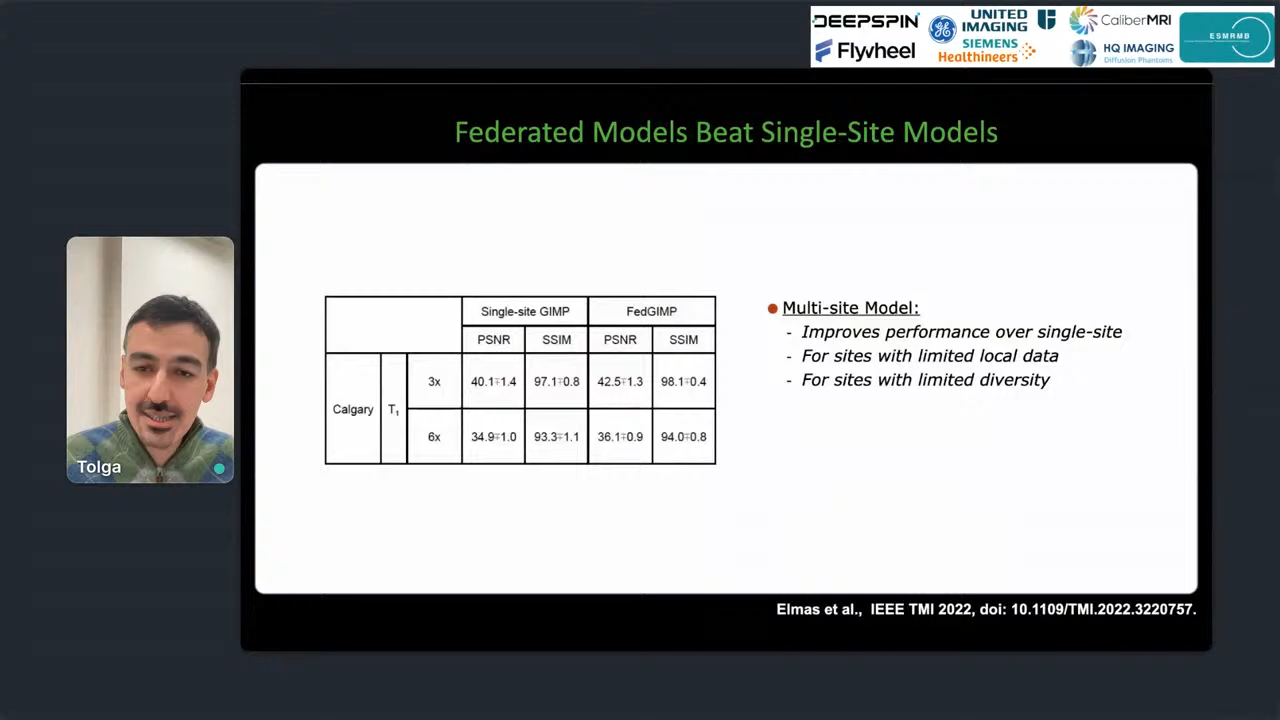 DEEPSPIN
UNITED IMAGING
CaliberMRI
ESMRMB
Flywheel
GE
SIEMENS Healthineers
HQ IMAGING
Diffusion Phantoms
Federated Models Beat Single-Site Models
Single-site GIMP FedGIMP
PSNR SSIM PSNR SSIM
Calgary T₁ 3x 40.1∓1.4 97.1∓0.8 42.5∓1.3 98.1∓0.4
6x 34.9∓1.0 93.3∓1.1 36.1∓0.9 94.0∓0.8
Multi-site Model:
- Improves performance over single-site
- For sites with limited local data
- For sites with limited diversity
Tolga
Elmas et al., IEEE TMI 2022, doi: 10.1109/TMI.2022.3220757.